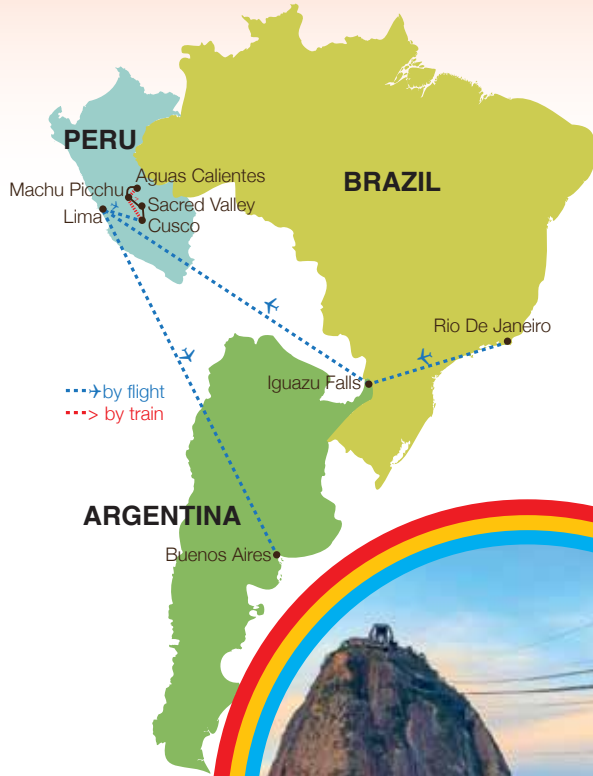 PERU
Aguas Calientes
BRAZIL
Machu Picchu
Sacred Valley
Lima
Cusco
Rio De Janeiro
Iguazu Falls
by flight
> by train
ARGENTINA
Buenos Aires